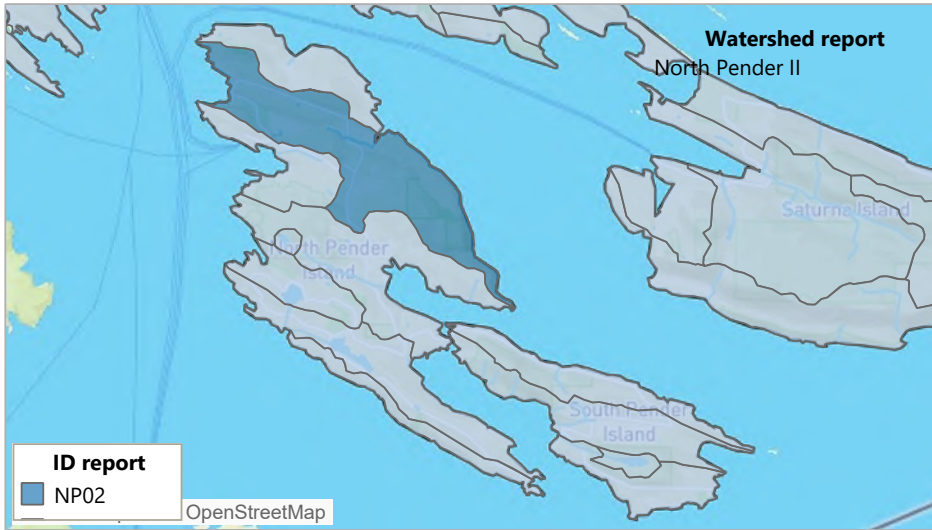 Watershed report
North Pender II
Saturna Island
North Pender
Island
South Pender
Island
ID report
NP02
OpenStreetMap